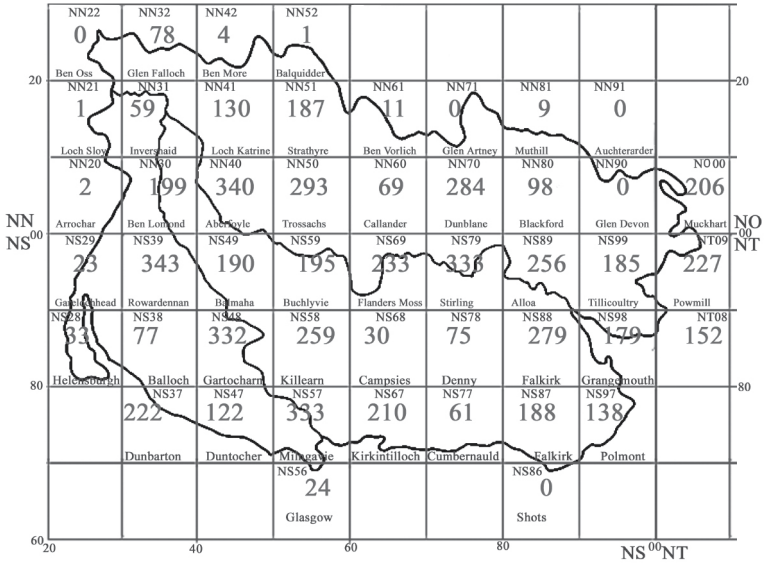 NN22 NN32 NN42 NN52
0 78 4 1
Ben Oss Glen Falloch Ben More Balquidder
20 20
NN21 NN31 NN41 NN51 NN61 NN71 NN81 NN91
1 59 130 187 11 0 9 0
Loch Sloy Inversnaid Loch Katrine Strathyre Ben Vorlich Glen Artney Muthill Auchterarder
NN20 NN30 NN40 NN50 NN60 NN70 NN80 NN90 NO00
2 199 340 293 69 284 98 0 206
Arrochar Ben Lomond Aberfoyle Trossachs Callander Dunblane Blackford Glen Devon Muckhart
NN 00 NO
NS NT
NS29 NS39 NS49 NS59 NS69 NS79 NS89 NS99 NT09
23 343 190 195 233 333 256 185 227
Garelochhead Rowardennan Balmaha Buchlyvie Flanders Moss Stirling Alloa Tillicoultry Powmill
NS28 NS38 NS48 NS58 NS68 NS78 NS88 NS98 NT08
33 77 332 259 30 75 279 179 152
Helensburgh Balloch Gartocharn Killearn Campsies Denny Falkirk Grangemouth
80 80
NS37 NS47 NS57 NS67 NS77 NS87 NS97
222 122 333 210 61 188 138
Dunbarton Duntocher Milngavie Kirkintilloch Cumbernauld Falkirk Polmont
NS56 NS86
24 0
Glasgow Shots
60
20 40 60 80 00
NS NT